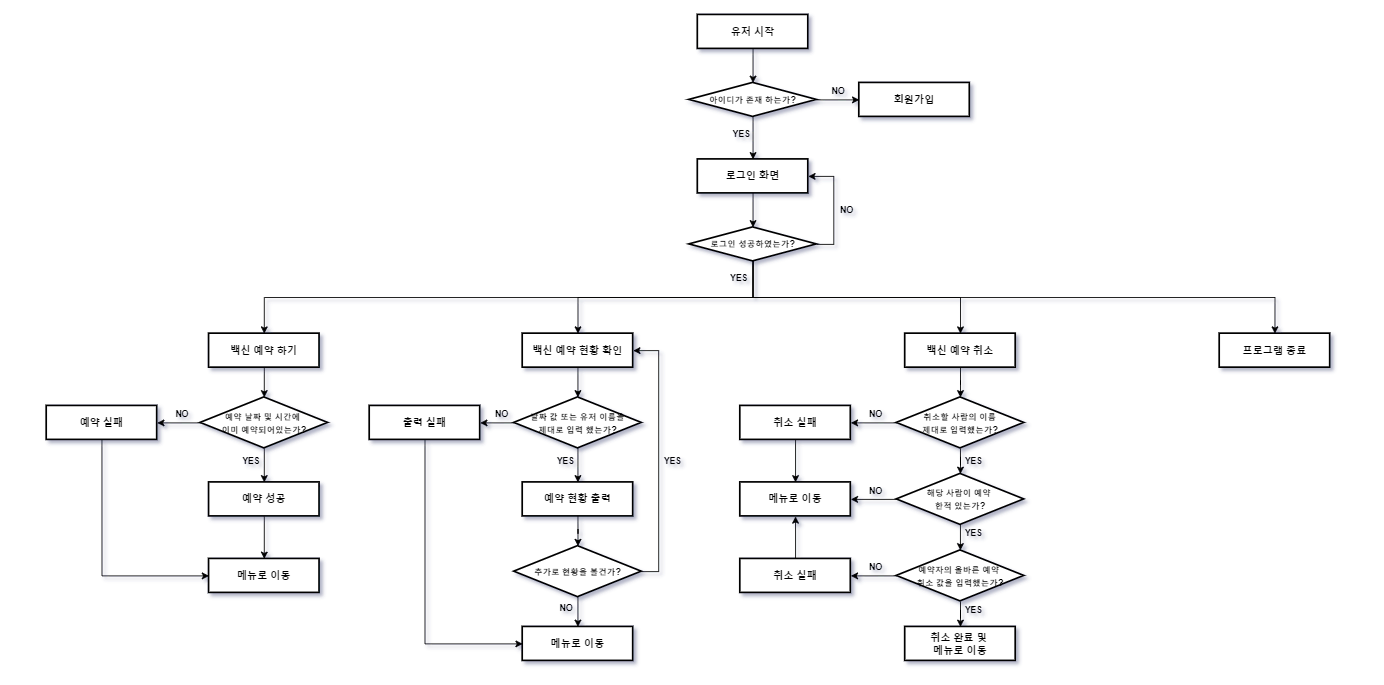 유저 시작
아이디가 존재 하는가?
NO
회원가입
YES
로그인 화면
NO
로그인 성공하였는가?
YES
백신 예약 하기
백신 예약 현황 확인
백신 예약 취소
프로그램 종료
예약 실패
NO
예약 날짜 및 시간에
이미 예약되어있는가?
YES
예약 성공
메뉴로 이동
출력 실패
NO
날짜 값 또는 유저 이름을
제대로 입력 했는가?
YES
YES
예약 현황 출력
추가로 현황을 볼건가?
NO
메뉴로 이동
취소 실패
NO
취소할 사람의 이름
제대로 입력했는가?
YES
메뉴로 이동
NO
해당 사람이 예약
한적 있는가?
YES
취소 실패
NO
예약자의 올바른 예약
취소 값을 입력했는가?
YES
취소 완료 및
메뉴로 이동